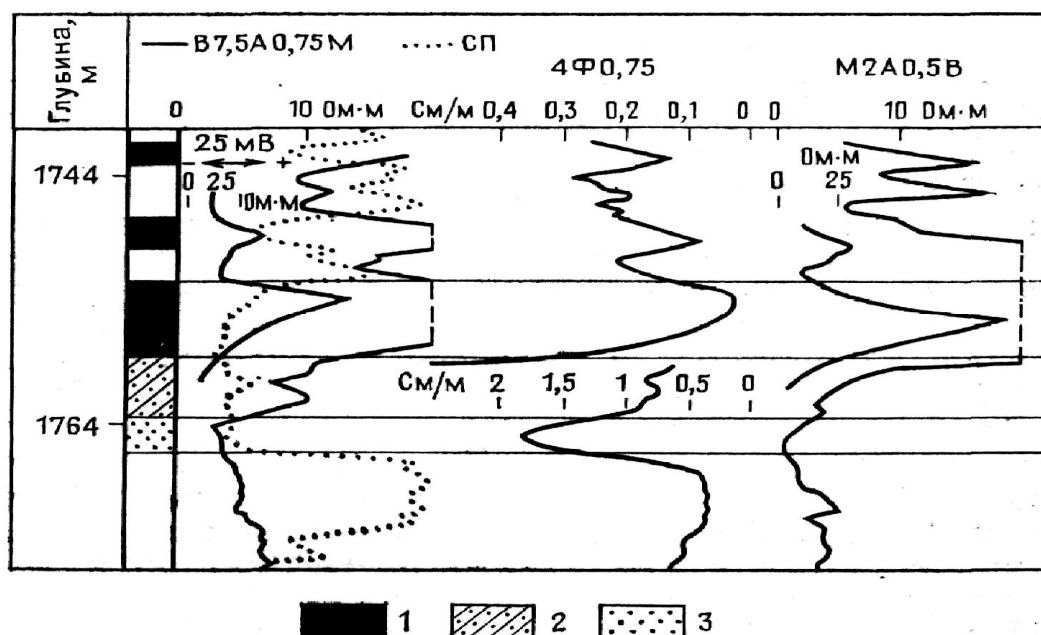 Глубина, м
В7,5А0,75М СП
4Ф0,75 М2А0,5В
0 10 Ом·м См/м 0,4 0,3 0,2 0,1 0 0 10 Ом·м
25 мВ
+
Ом·м
1744
0 25 0 25
10м·м
См/м 2 1,5 1 0,5 0
1764
1 2 3